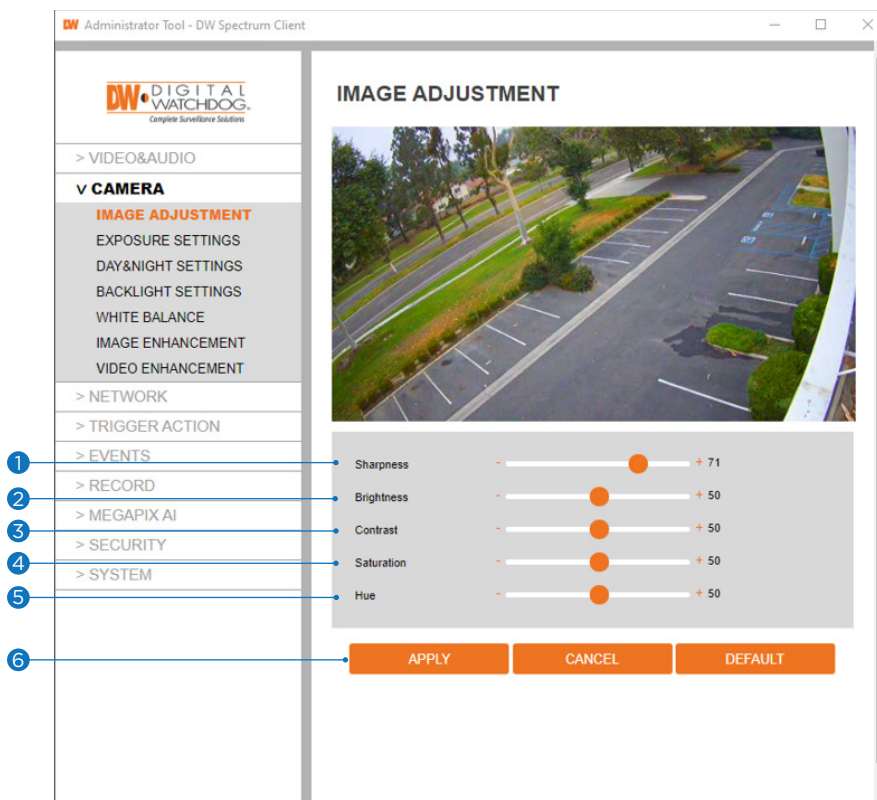 DW Administrator Tool - DW Spectrum Client
DW DIGITAL
WATCHDOG®
Complete Surveillance Solutions
> VIDEO&AUDIO
v CAMERA
IMAGE ADJUSTMENT
EXPOSURE SETTINGS
DAY&NIGHT SETTINGS
BACKLIGHT SETTINGS
WHITE BALANCE
IMAGE ENHANCEMENT
VIDEO ENHANCEMENT
> NETWORK
> TRIGGER ACTION
> EVENTS
> RECORD
> MEGAPIX AI
> SECURITY
> SYSTEM
IMAGE ADJUSTMENT
1 Sharpness - + 71
2 Brightness - + 50
3 Contrast - + 50
4 Saturation - + 50
5 Hue - + 50
6 APPLY CANCEL DEFAULT